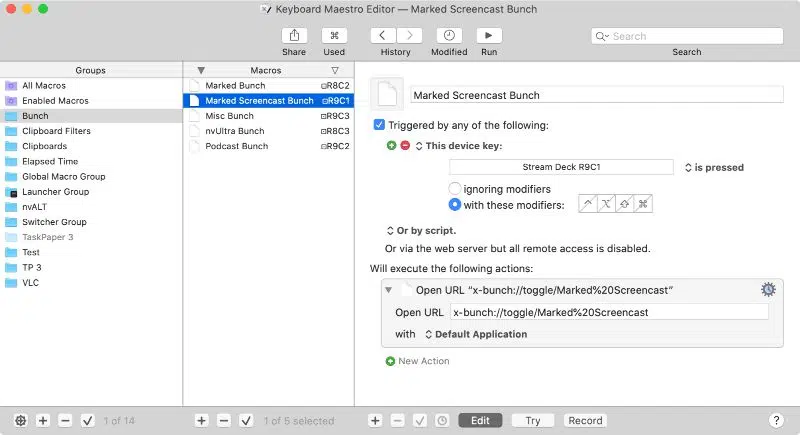 Keyboard Maestro Editor — Marked Screencast Bunch
Share
Used
History
Modified
Run
Search
Search
Groups
All Macros
Enabled Macros
Bunch
Clipboard Filters
Clipboards
Elapsed Time
Global Macro Group
Launcher Group
nvALT
Switcher Group
TaskPaper 3
Test
TP 3
VLC
Macros
Marked Bunch R8C2
Marked Screencast Bunch R9C1
Misc Bunch R9C3
nvUltra Bunch R8C3
Podcast Bunch R9C2
Marked Screencast Bunch
Triggered by any of the following:
This device key:
Stream Deck R9C1 is pressed
ignoring modifiers
with these modifiers: ^ ⌥ ⇧ ⌘
Or by script.
Or via the web server but all remote access is disabled.
Will execute the following actions:
Open URL “x-bunch://toggle/Marked%20Screencast”
Open URL x-bunch://toggle/Marked%20Screencast
with Default Application
New Action
1 of 14
1 of 5 selected
Edit Try Record ?